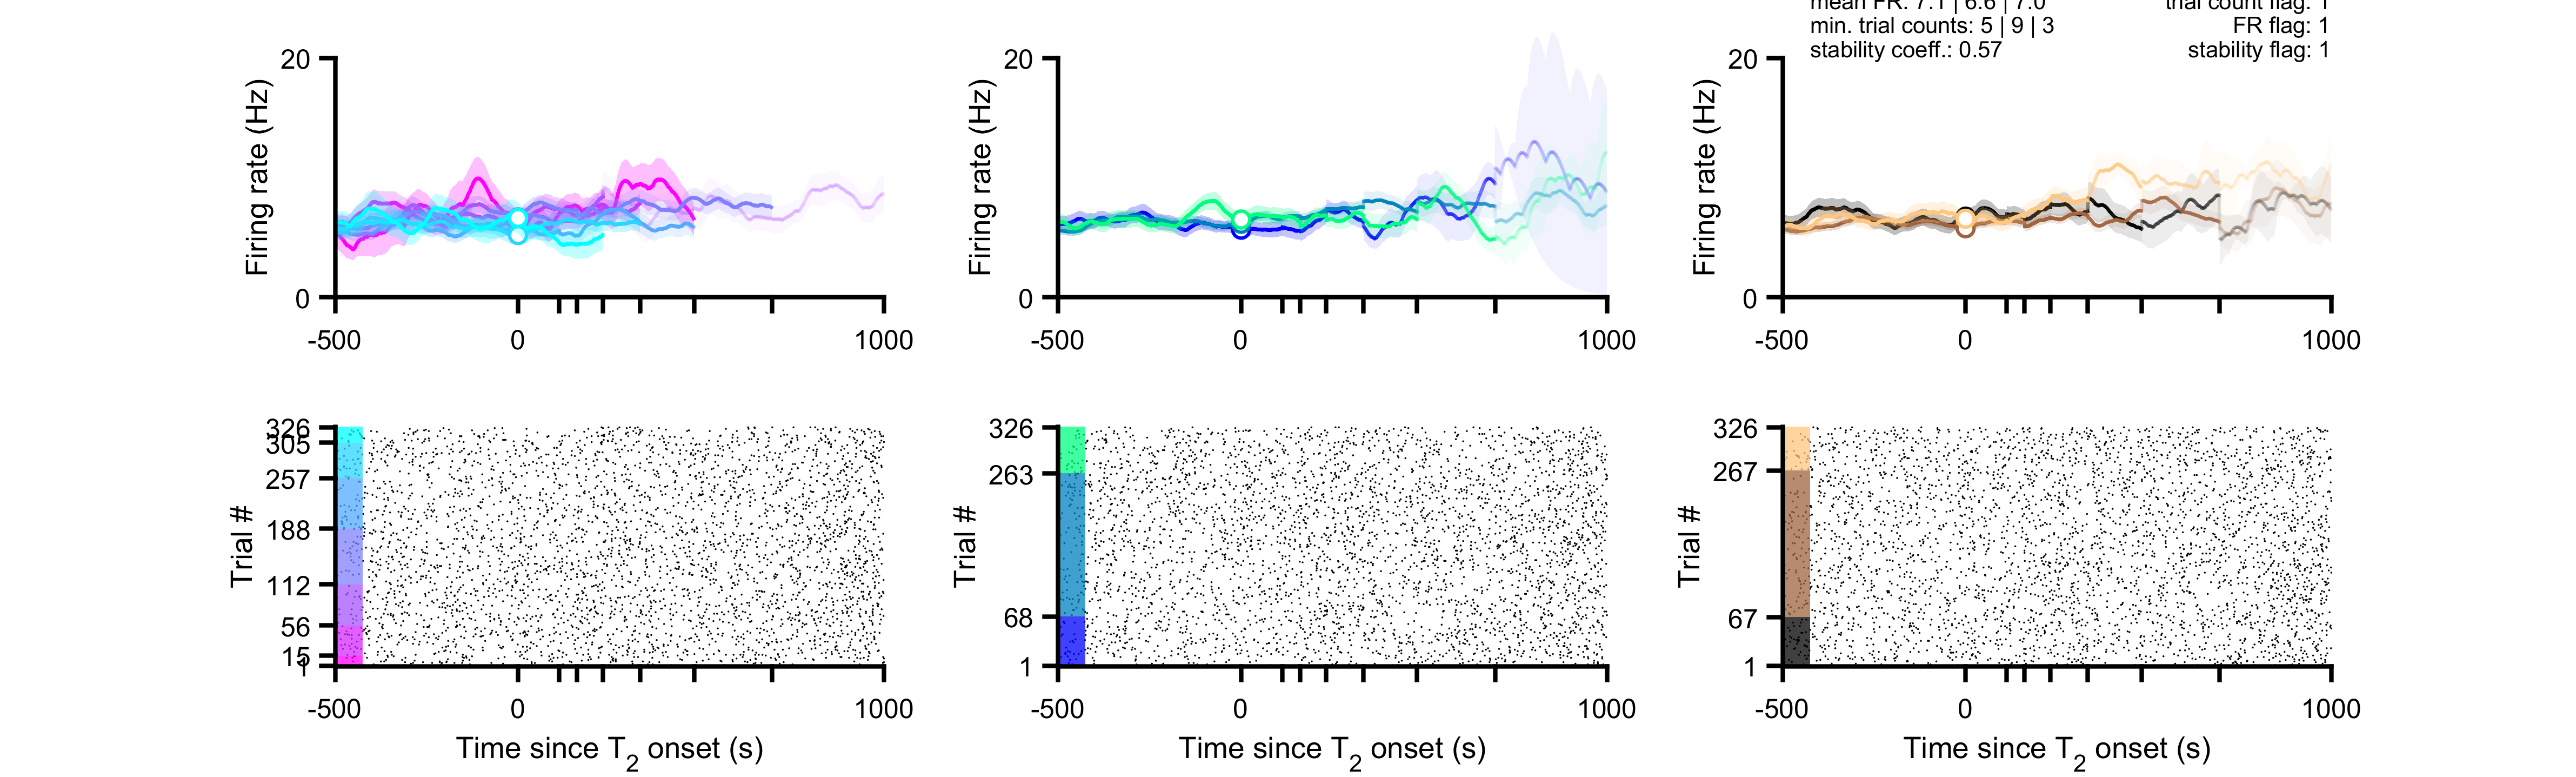 mean FR: 7.1 | 6.6 | 7.0
trial count flag: 1
min. trial counts: 5 | 9 | 3
FR flag: 1
stability coeff.: 0.57
stability flag: 1
20
20
20
Firing rate (Hz)
Firing rate (Hz)
Firing rate (Hz)
0
0
0
-500 0 1000
-500 0 1000
-500 0 1000
326
305
257
188
112
56
15
1
Trial #
326
263
68
1
Trial #
326
267
67
1
Trial #
-500 0 1000
-500 0 1000
-500 0 1000
Time since T2 onset (s)
Time since T2 onset (s)
Time since T2 onset (s)